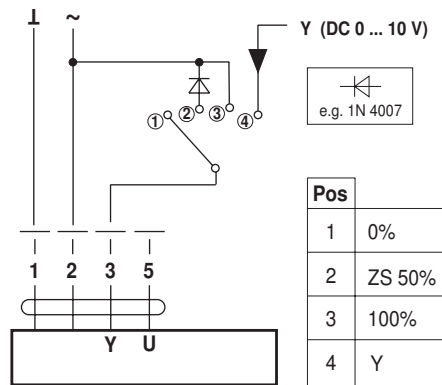 ⊥ ~
Y (DC 0 ... 10 V)
① ② ③ ④
e.g. 1N 4007
1 2 3 5
Y U
Pos
1 0%
2 ZS 50%
3 100%
4 Y